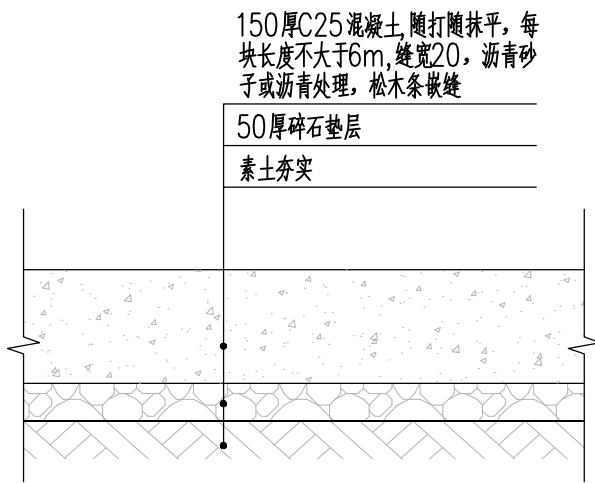 150厚C25混凝土,随打随抹平，每
块长度不大于6m,缝宽20，沥青砂
子或沥青处理，松木条嵌缝
50厚碎石垫层
素土夯实